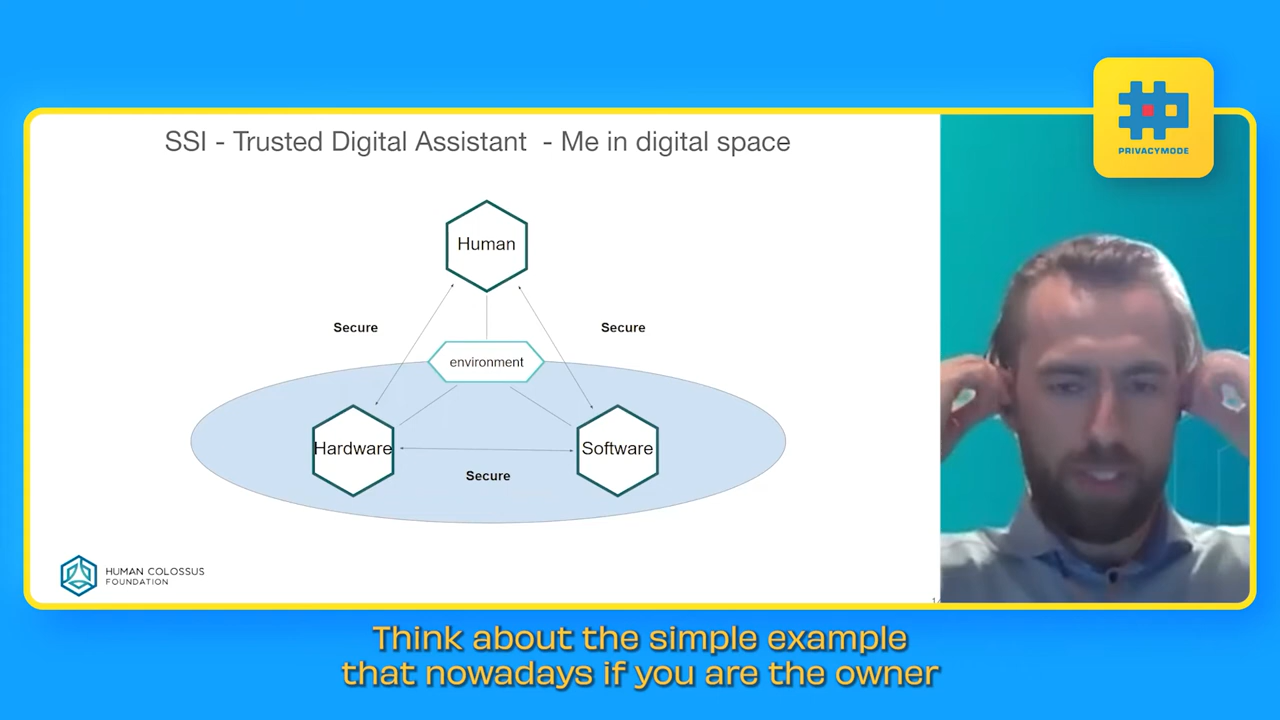 SSI - Trusted Digital Assistant - Me in digital space
PRIVACYMODE
Human
Secure
Secure
environment
Hardware
Software
Secure
HUMAN COLOSSUS
FOUNDATION
Think about the simple example
that nowadays if you are the owner